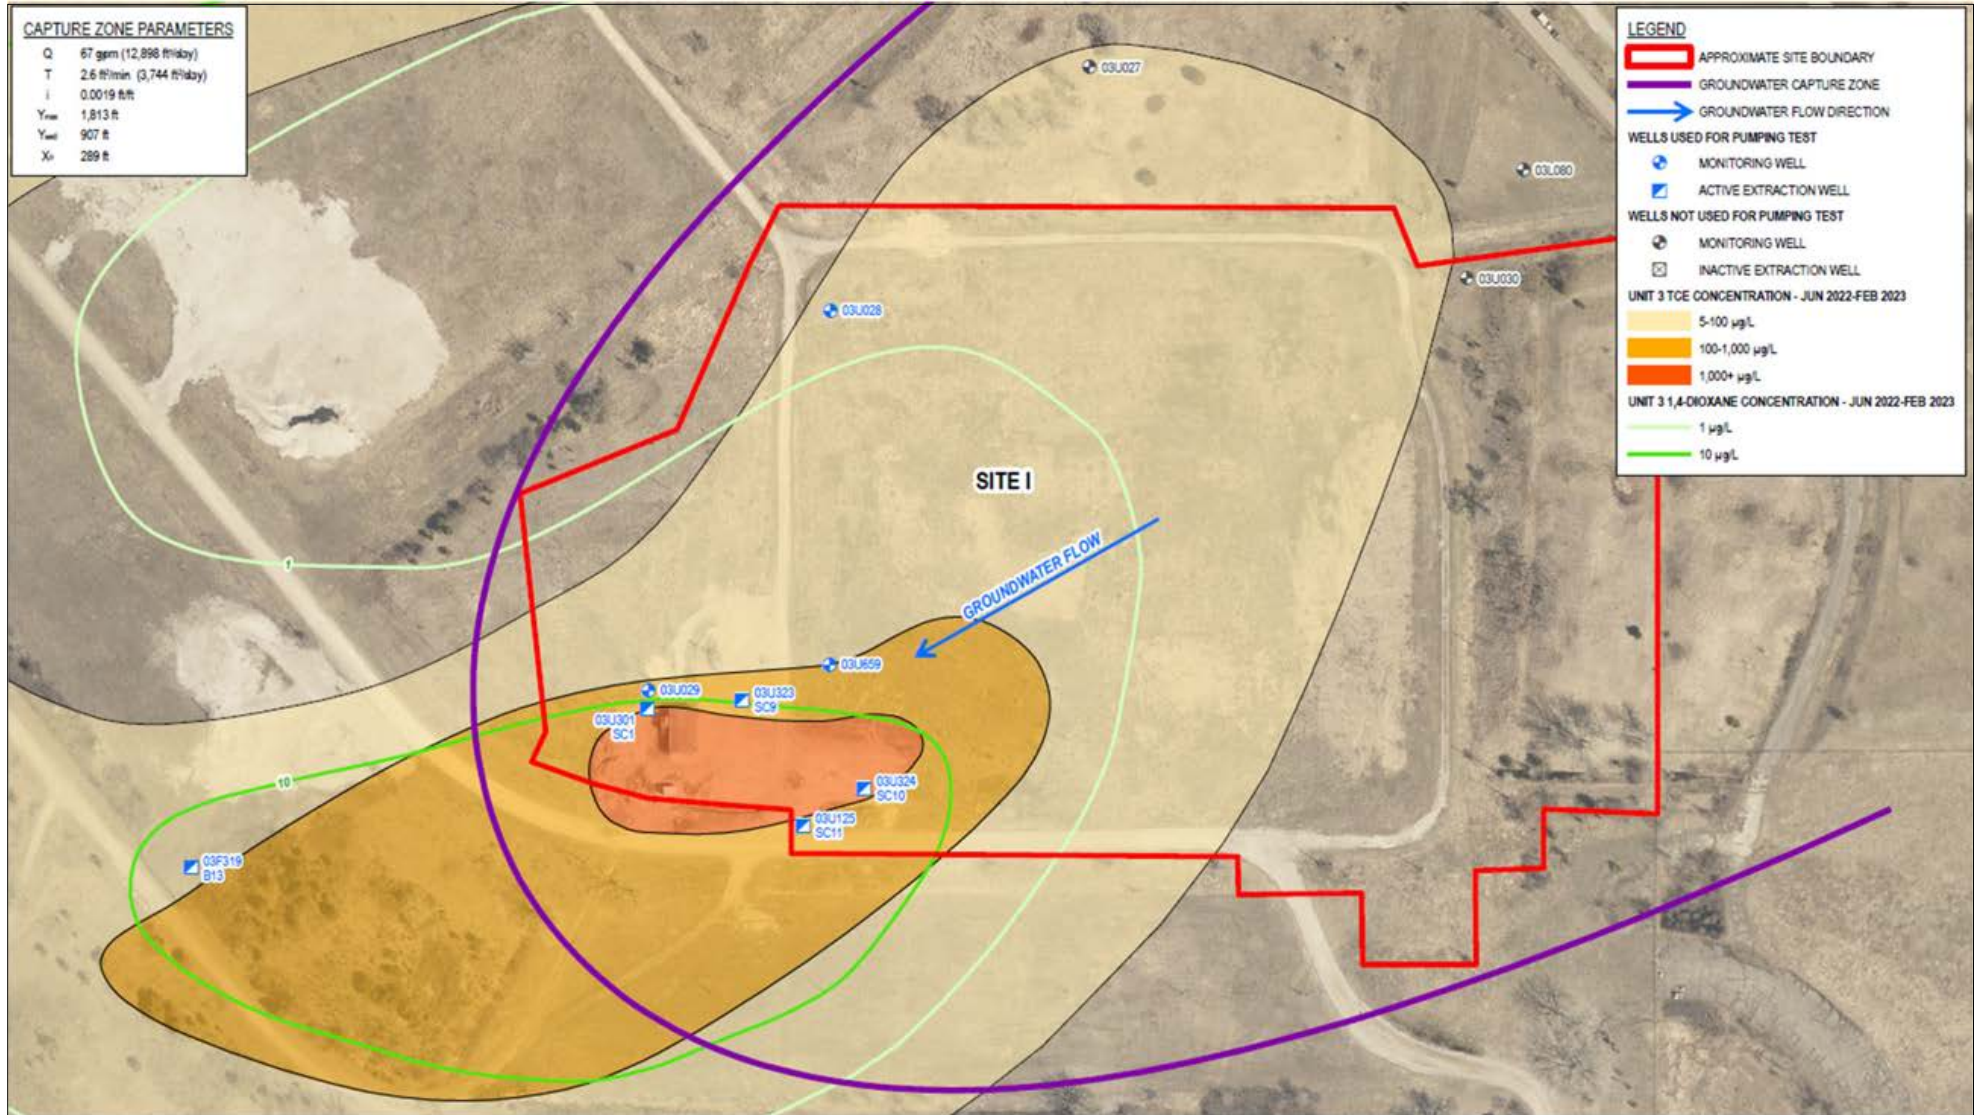 CAPTURE ZONE PARAMETERS
Q 67 gpm (12,898 ft³/day)
T 2.6 ft²/min (3,744 ft²/day)
i 0.0019 ft/ft
Ymax 1,813 ft
Ywell 907 ft
X₀ 289 ft
LEGEND
APPROXIMATE SITE BOUNDARY
GROUNDWATER CAPTURE ZONE
GROUNDWATER FLOW DIRECTION
WELLS USED FOR PUMPING TEST
MONITORING WELL
ACTIVE EXTRACTION WELL
WELLS NOT USED FOR PUMPING TEST
MONITORING WELL
INACTIVE EXTRACTION WELL
UNIT 3 TCE CONCENTRATION - JUN 2022-FEB 2023
5-100 µg/L
100-1,000 µg/L
1,000+ µg/L
UNIT 3 1,4-DIOXANE CONCENTRATION - JUN 2022-FEB 2023
1 µg/L
10 µg/L
03U027
03L080
03U030
03U028
SITE I
GROUNDWATER FLOW
1
03U659
03U029
03U323
SC9
03U301
SC1
10
03U324
SC10
03U125
SC11
03F319
B13